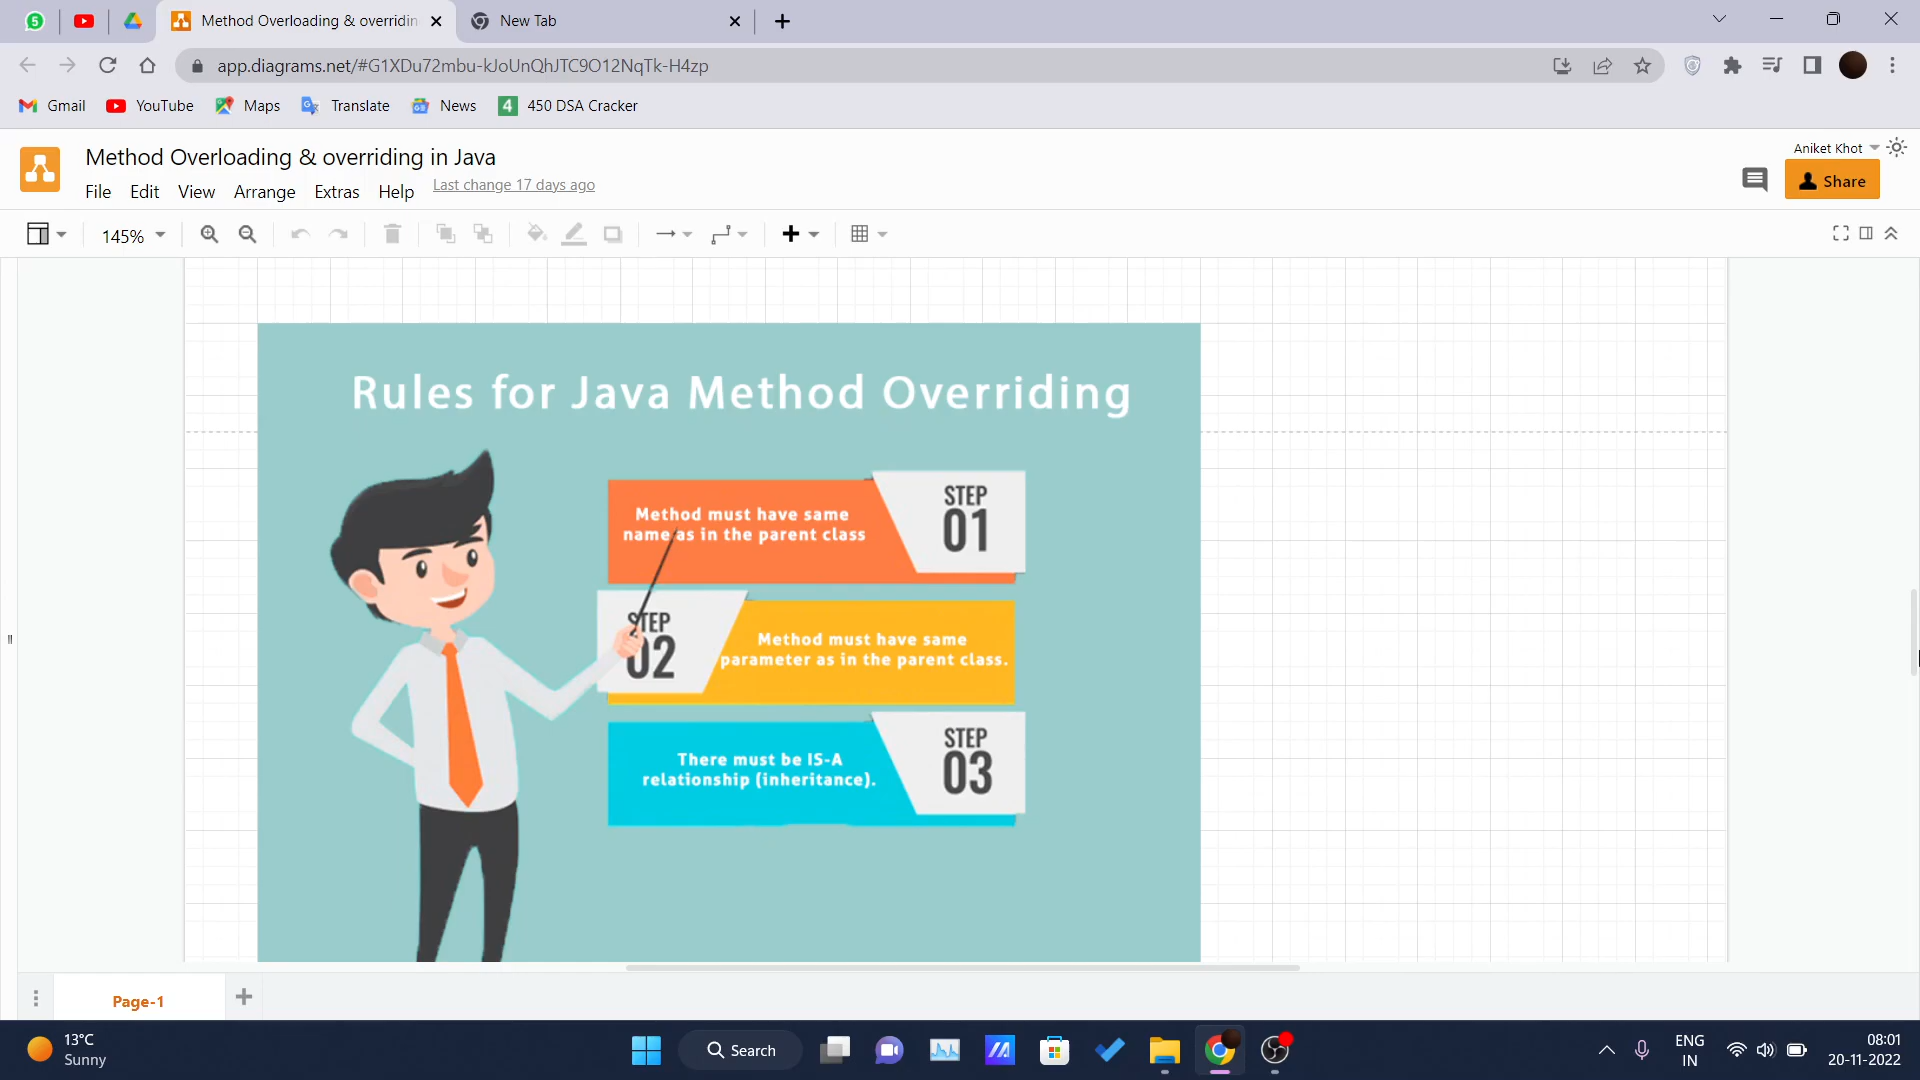 5
Method Overloading & overridin
New Tab
app.diagrams.net/#G1XDu72mbu-kJoUnQhJTC9O12NqTk-H4zp
Gmail
YouTube
Maps
Translate
News
4
450 DSA Cracker
Method Overloading & overriding in Java
Aniket Khot
File
Edit
View
Arrange
Extras
Help
Last change 17 days ago
Share
145%
Rules for Java Method Overriding
Method must have same
name as in the parent class
STEP
01
STEP
02
Method must have same
parameter as in the parent class.
There must be IS-A
relationship (inheritance).
STEP
03
Page-1
13°C
Sunny
Search
ENG
IN
08:01
20-11-2022